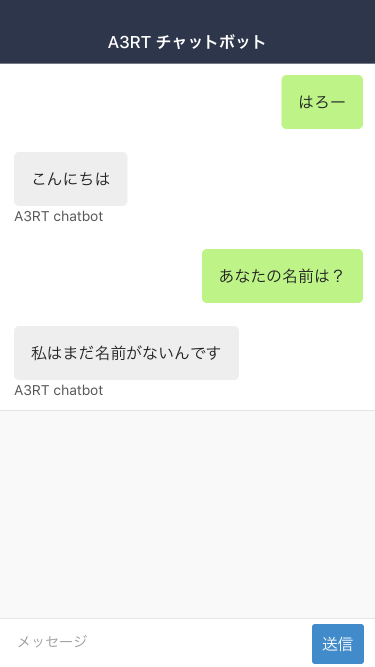 A3RT チャットボット
はろー
こんにちは
A3RT chatbot
あなたの名前は？
私はまだ名前がないんです
A3RT chatbot
メッセージ
送信